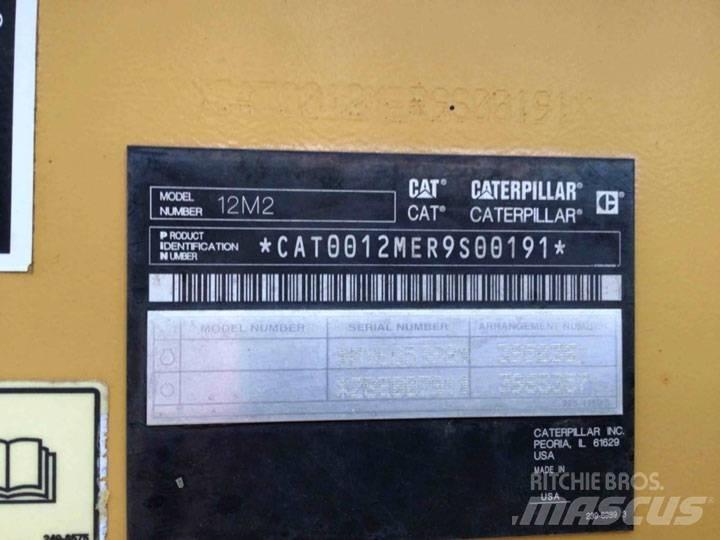 MODEL NUMBER 12M2
CAT® CATERPILLAR®
CAT® CATERPILLAR®
PRODUCT IDENTIFICATION NUMBER *CAT0012MER9S00191*
MODEL NUMBER SERIAL NUMBER ARRANGEMENT NUMBER
CATERPILLAR INC.
PEORIA, IL 61629
USA
MADE IN
USA
RITCHIE BROS.
MASCUS